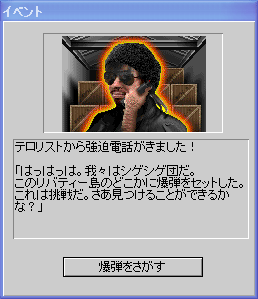 イベント
テロリストから強迫電話がきました！
「はっはっは。我々はシゲシゲ団だ。
このリバティー島のどこかに爆弾をセットした。
これは挑戦だ。さあ見つけることができるか
な？」
爆弾をさがす